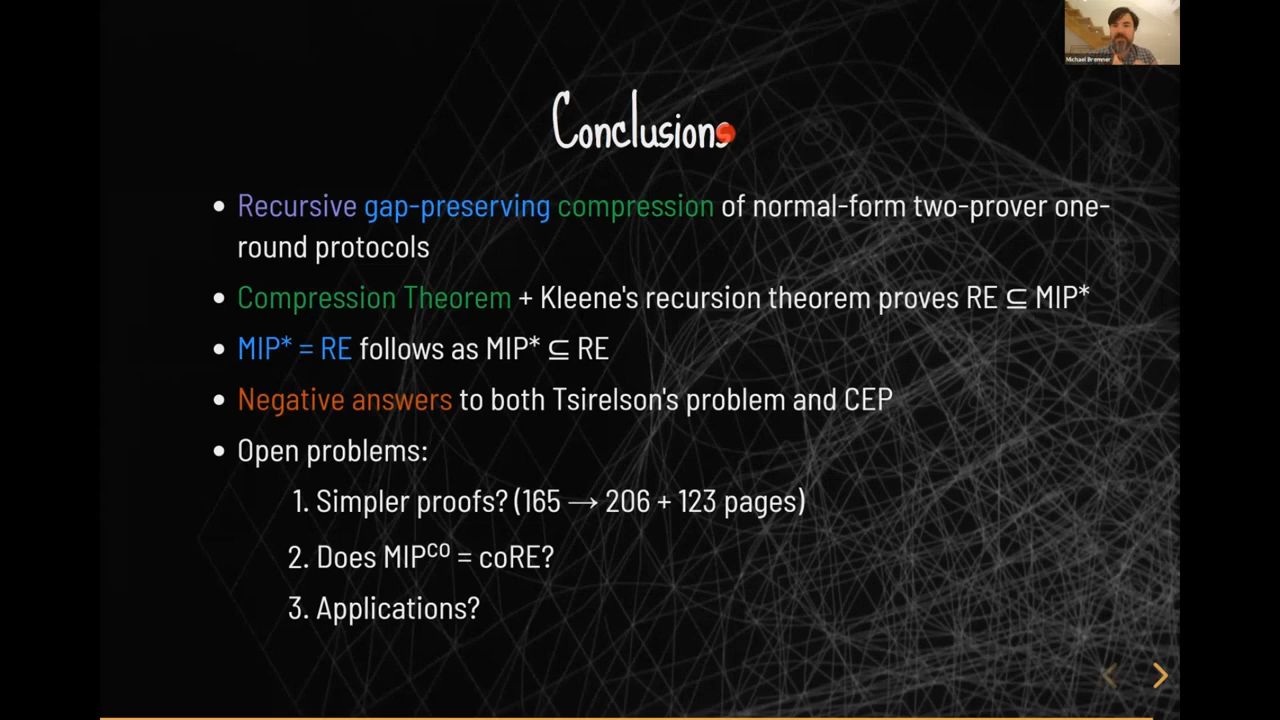 Michael Bremner
Conclusions
• Recursive gap-preserving compression of normal-form two-prover one-
round protocols
• Compression Theorem + Kleene's recursion theorem proves RE ⊆ MIP*
• MIP* = RE follows as MIP* ⊆ RE
• Negative answers to both Tsirelson's problem and CEP
• Open problems:
1. Simpler proofs? (165 → 206 + 123 pages)
2. Does MIPᶜᴼ = coRE?
3. Applications?